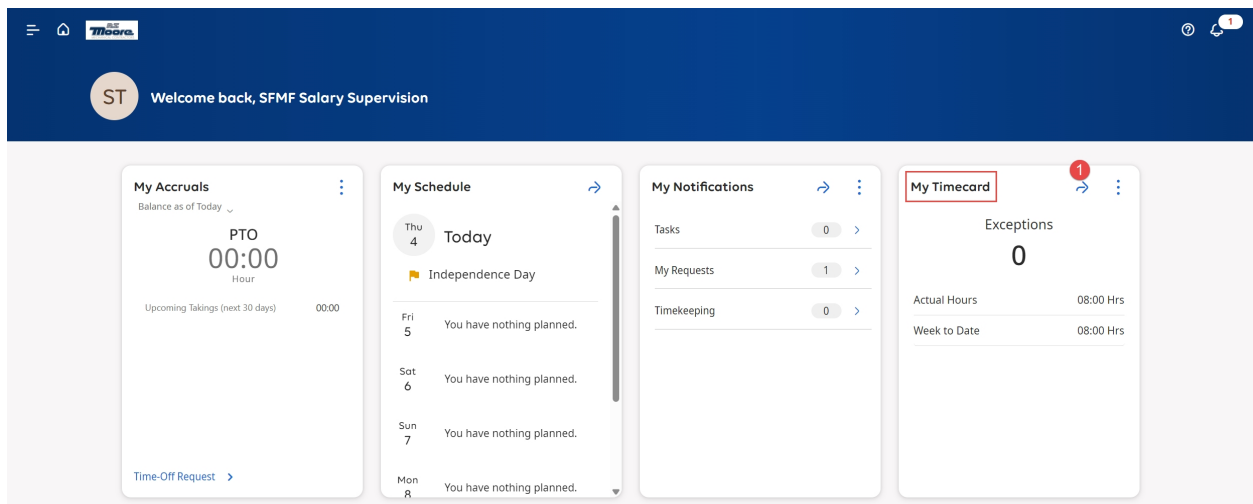 R.E.
Moore
1
ST
Welcome back, SFMF Salary Supervision
My Accruals
Balance as of Today
PTO
00:00
Hour
Upcoming Takings (next 30 days) 00:00
Time-Off Request
My Schedule
Thu
4
Today
Independence Day
Fri
5
You have nothing planned.
Sat
6
You have nothing planned.
Sun
7
You have nothing planned.
Mon
8
You have nothing planned.
My Notifications
Tasks 0
My Requests 1
Timekeeping 0
My Timecard
1
Exceptions
0
Actual Hours 08:00 Hrs
Week to Date 08:00 Hrs